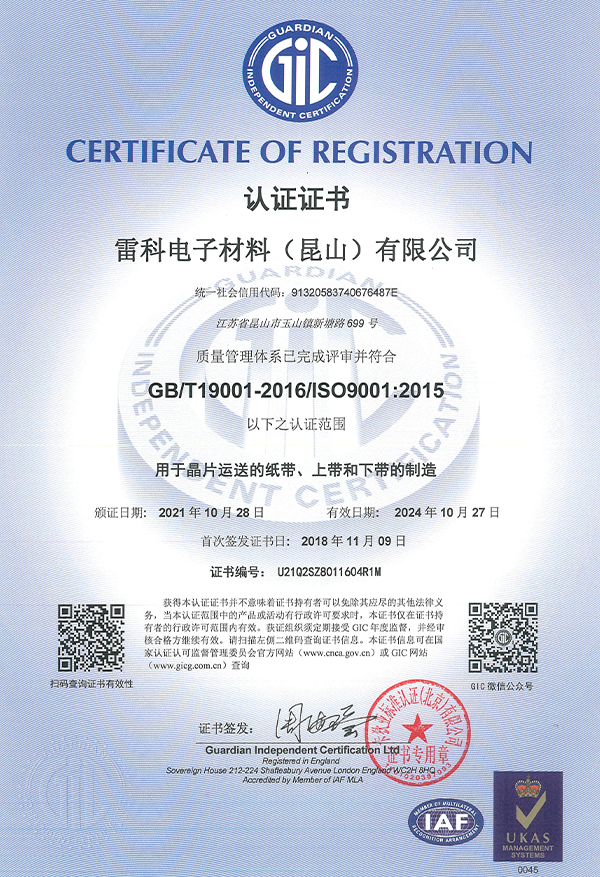 GUARDIAN
GIC
INDEPENDENT CERTIFICATION
CERTIFICATE OF REGISTRATION
认证证书
雷科电子材料（昆山）有限公司
GUARDIAN
统一社会信用代码：91320583740676487E
江苏省昆山市玉山镇新塘路 699 号
质量管理体系已完成评审并符合
GB/T19001-2016/ISO9001:2015
以下之认证范围
INDEPENDENT CERTIFICATION
用于晶片运送的纸带、上带和下带的制造
颁证日期: 2021 年 10 月 28 日 有效日期: 2024 年 10 月 27 日
首次签发证书日: 2018 年 11 月 09 日
证书编号: U21Q2SZ8011604R1M
获得本认证证书并不意味着证书持有者可以免除其应尽的其他法律义
务，当本认证范围中的产品或活动有行政许可要求时，本证书仅在证书持
有者的行政许可范围内有效。获证组织须定期接受 GIC 年度监督，并经审
核合格方继续有效。请扫描左侧二维码查询证书信息。本证书信息可在国
家认证认可监督管理委员会官方网站（www.cnca.gov.cn）或 GIC 网站
（www.gicg.com.cn）查询
扫码查询证书有效性
GIC 微信公众号
证书签发:
Guardian Independent Certification Ltd
Registered in England
Sovereign House 212-224 Shaftesbury Avenue London England WC2H 8HQ
Accredited by Member of IAF MLA
标准认证(北京)有限公司
证书专用章
MEMBER OF MULTILATERAL
IAF
RECOGNITION ARRANGEMENT
UKAS
MANAGEMENT
SYSTEMS
0045